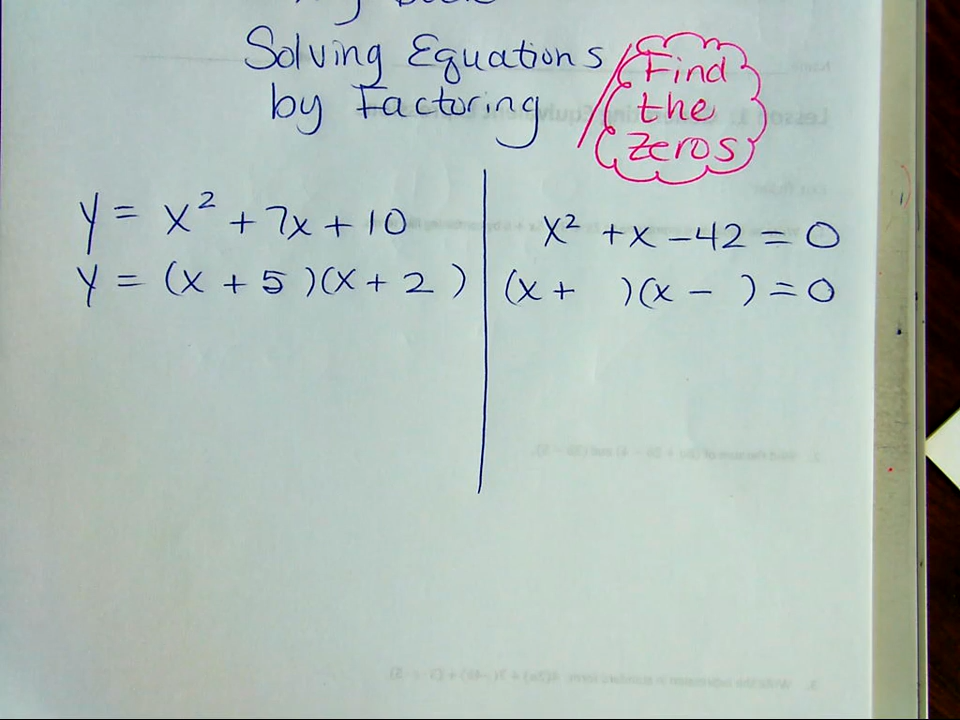 Solving Equations
by Factoring
Find
the
zeros
y = x² + 7x + 10
y = (x + 5 )(x + 2 )
x² + x – 42 = 0
(x + )(x – ) = 0